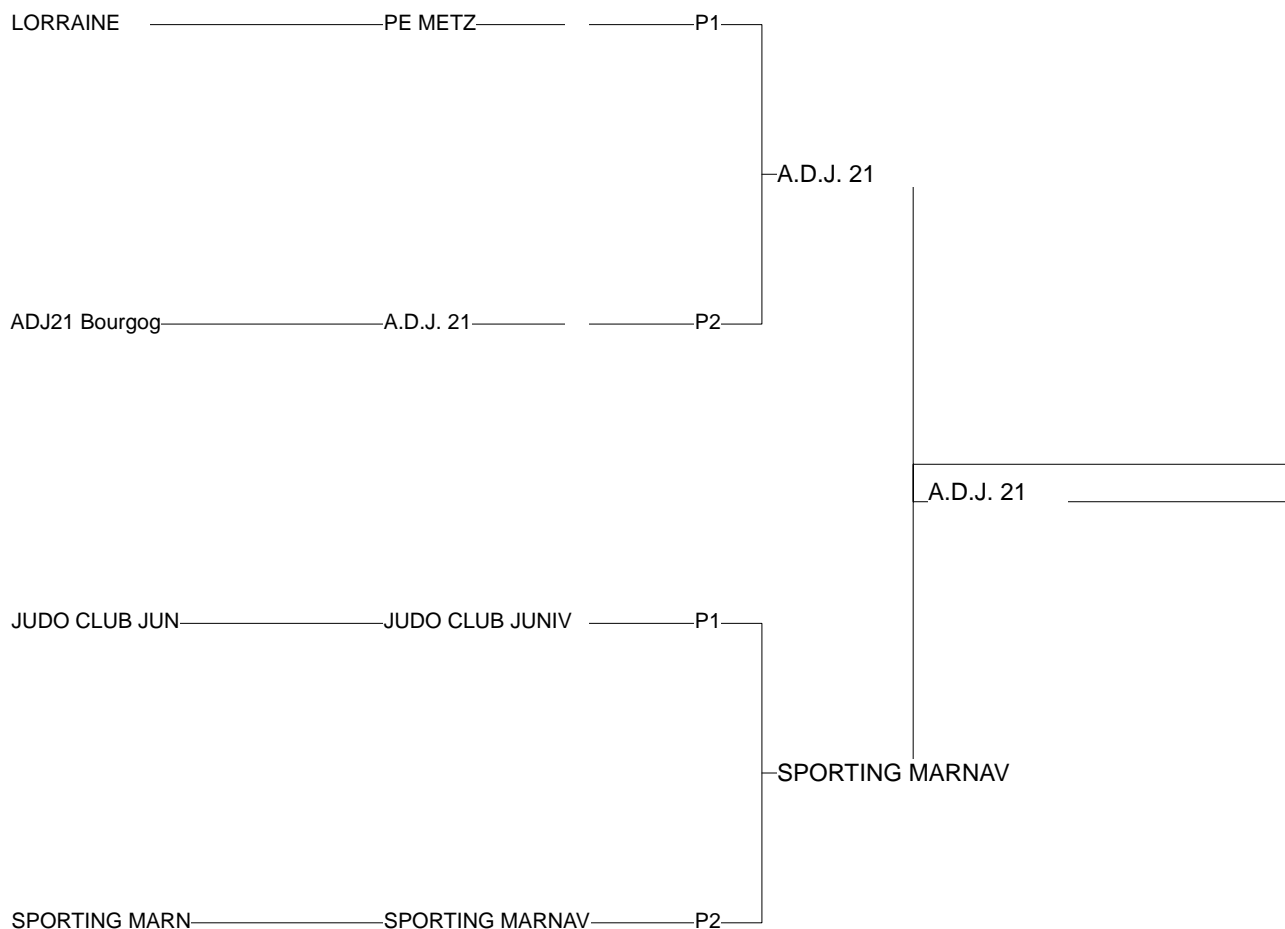 LORRAINE PE METZ P1
A.D.J. 21
ADJ21 Bourgog A.D.J. 21 P2
A.D.J. 21
JUDO CLUB JUN JUDO CLUB JUNIV P1
SPORTING MARNAV
SPORTING MARN SPORTING MARNAV P2